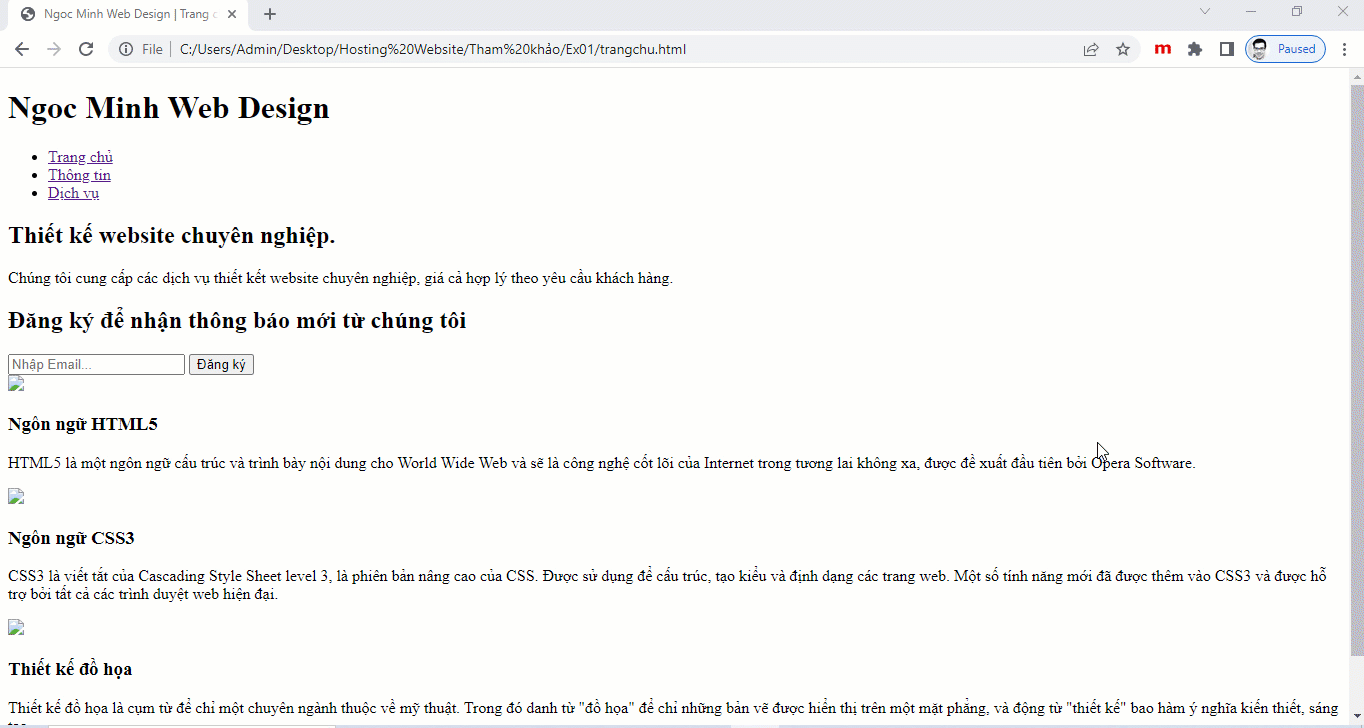 Ngoc Minh Web Design | Trang c
File
C:/Users/Admin/Desktop/Hosting%20Website/Tham%20khảo/Ex01/trangchu.html
m
Paused
Ngoc Minh Web Design
Trang chủ
Thông tin
Dịch vụ
Thiết kế website chuyên nghiệp.
Chúng tôi cung cấp các dịch vụ thiết kết website chuyên nghiệp, giá cả hợp lý theo yêu cầu khách hàng.
Đăng ký để nhận thông báo mới từ chúng tôi
Nhập Email... Đăng ký
Ngôn ngữ HTML5
HTML5 là một ngôn ngữ cấu trúc và trình bày nội dung cho World Wide Web và sẽ là công nghệ cốt lõi của Internet trong tương lai không xa, được đề xuất đầu tiên bởi Opera Software.
Ngôn ngữ CSS3
CSS3 là viết tắt của Cascading Style Sheet level 3, là phiên bản nâng cao của CSS. Được sử dụng để cấu trúc, tạo kiểu và định dạng các trang web. Một số tính năng mới đã được thêm vào CSS3 và được hỗ
trợ bởi tất cả các trình duyệt web hiện đại.
Thiết kế đồ họa
Thiết kế đồ họa là cụm từ để chỉ một chuyên ngành thuộc về mỹ thuật. Trong đó danh từ "đồ họa" để chỉ những bản vẽ được hiển thị trên một mặt phẳng, và động từ "thiết kế" bao hàm ý nghĩa kiến thiết, sáng